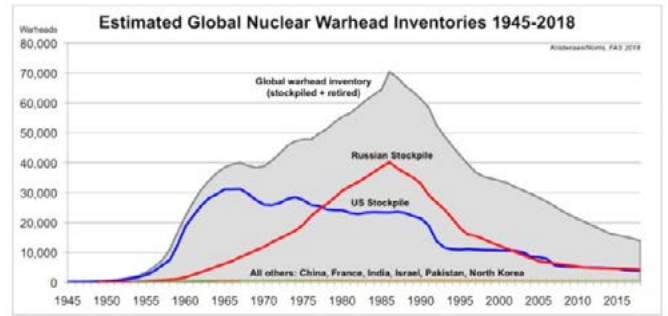 Estimated Global Nuclear Warhead Inventories 1945-2018
Warheads
Kristensen/Norris, FAS 2018
80,000
70,000
60,000
50,000
40,000
30,000
20,000
10,000
0
Global warhead inventory
(stockpiled + retired)
Russian Stockpile
US Stockpile
All others: China, France, India, Israel, Pakistan, North Korea
1945 1950 1955 1960 1965 1970 1975 1980 1985 1990 1995 2000 2005 2010 2015